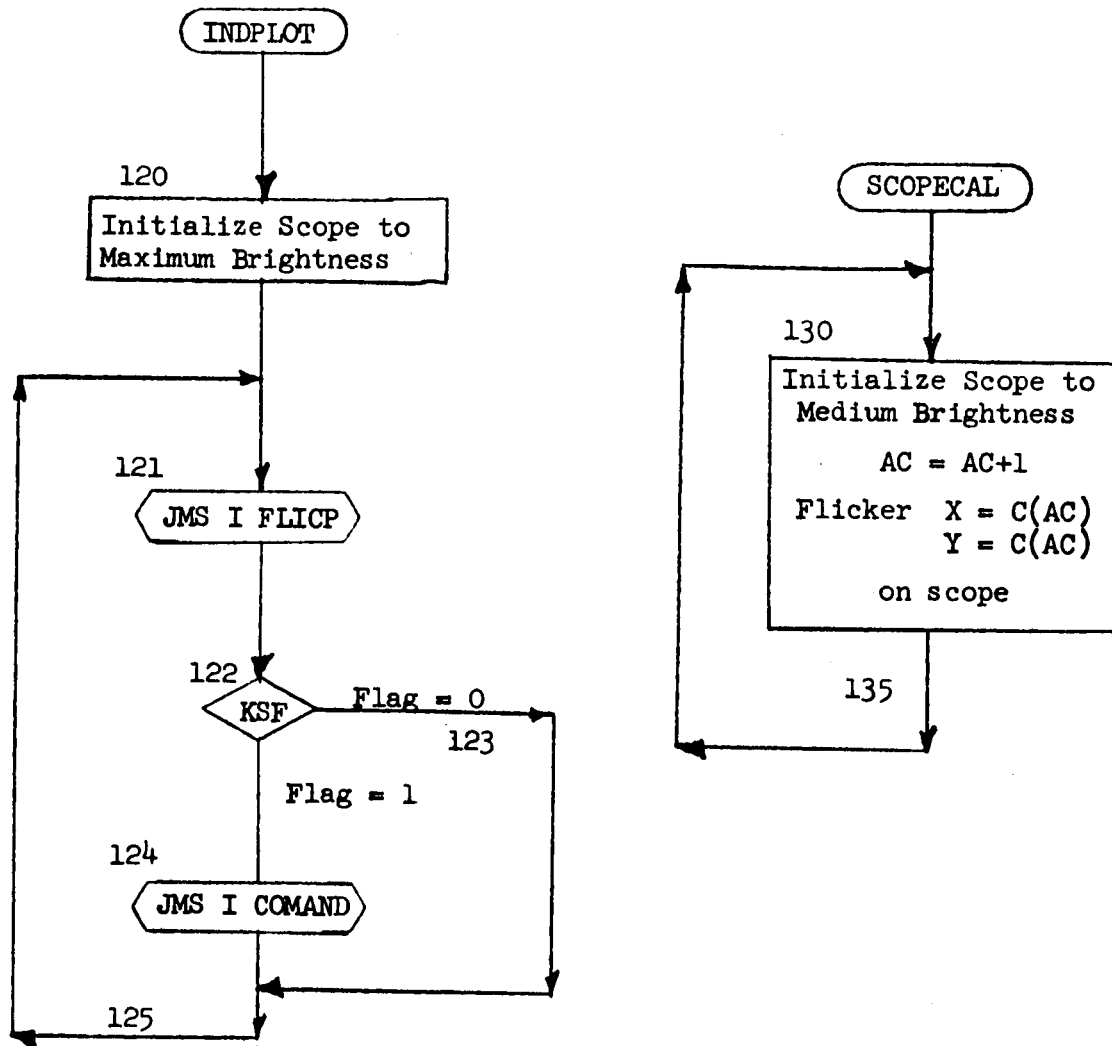 INDPLOT
120
Initialize Scope to
Maximum Brightness
121
JMS I FLICP
122
KSF
Flag = 0
123
Flag = 1
124
JMS I COMAND
125
SCOPECAL
130
Initialize Scope to
Medium Brightness
AC = AC+1
Flicker X = C(AC)
Y = C(AC)
on scope
135